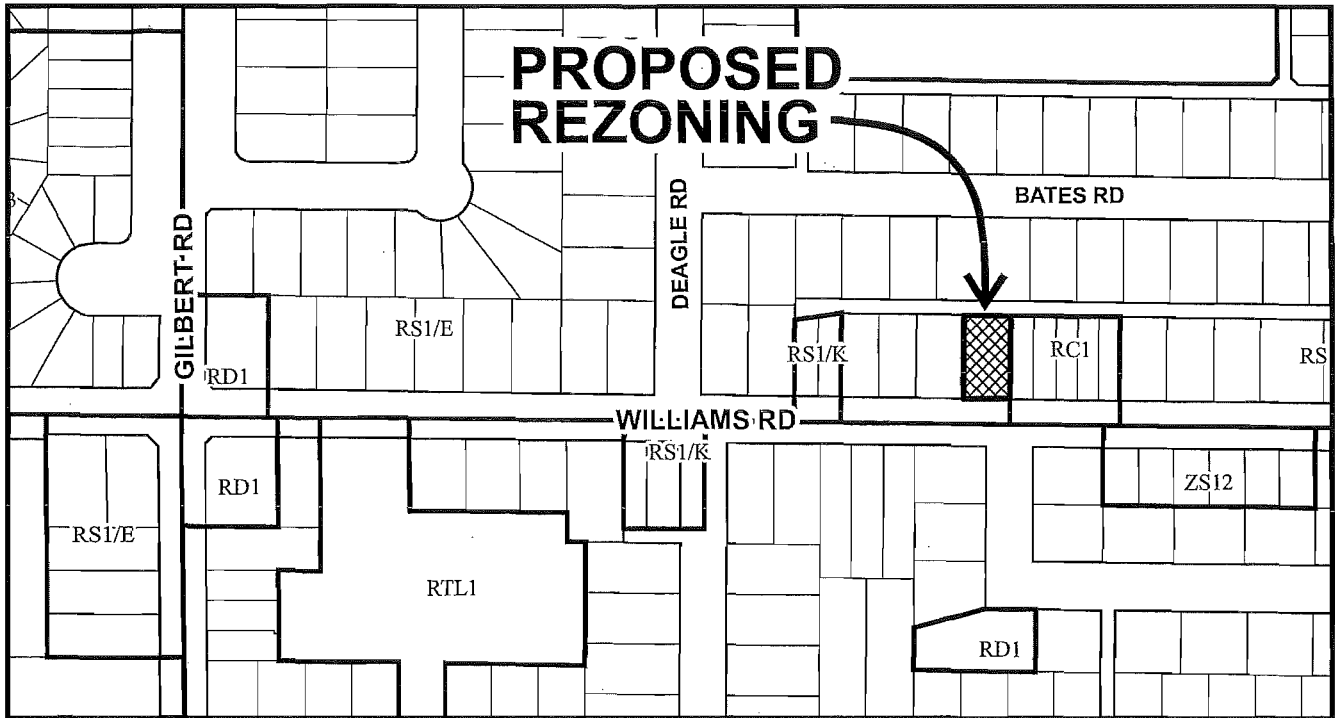 PROPOSED
REZONING
BATES RD
DEAGLE RD
GILBERT RD
RS1/E
RD1
RS1/K
RC1
RS
WILLIAMS RD
RS1/K
RD1
ZS12
RS1/E
RTL1
RD1